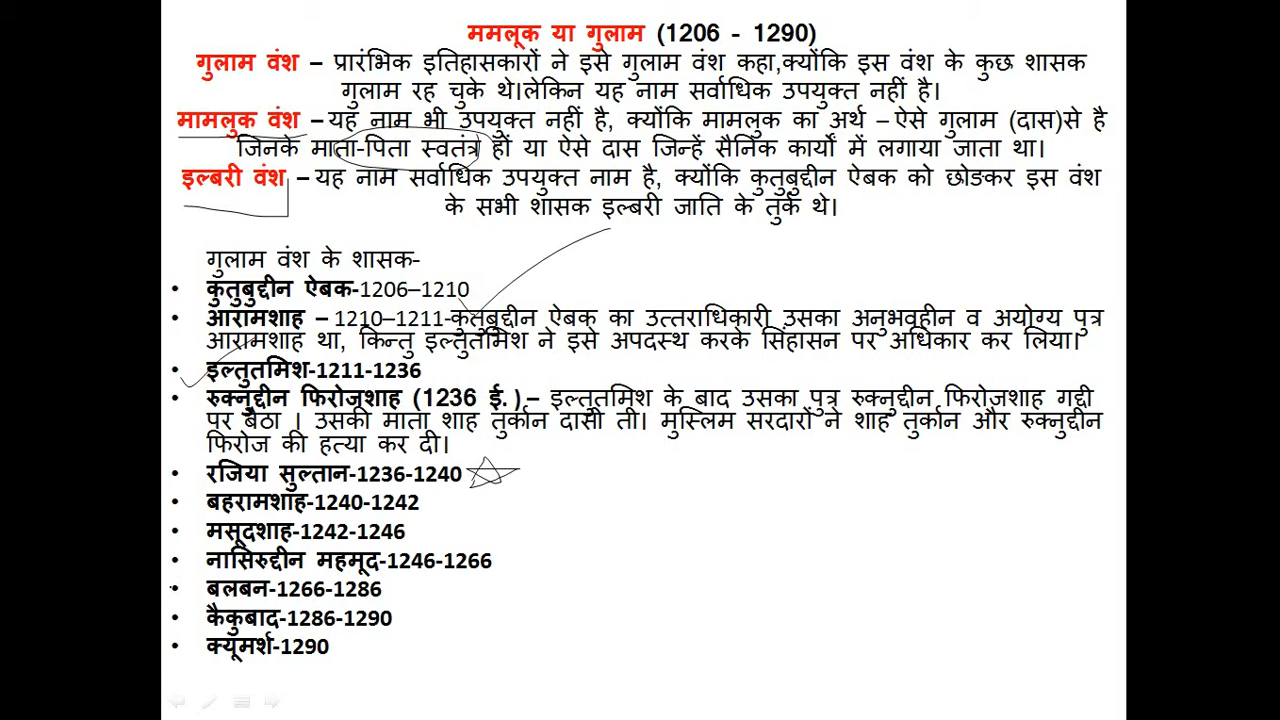 ममलूक या गुलाम (1206 - 1290)
गुलाम वंश – प्रारंभिक इतिहासकारों ने इसे गुलाम वंश कहा,क्योंकि इस वंश के कुछ शासक
गुलाम रह चुके थे।लेकिन यह नाम सर्वाधिक उपयुक्त नहीं है।
मामलुक वंश – यह नाम भी उपयुक्त नहीं है, क्योंकि मामलुक का अर्थ – ऐसे गुलाम (दास)से है
जिनके माता-पिता स्वतंत्र हों या ऐसे दास जिन्हें सैनिक कार्यों में लगाया जाता था।
इल्बरी वंश – यह नाम सर्वाधिक उपयुक्त नाम है, क्योंकि कुतुबुद्दीन ऐबक को छोडकर इस वंश
के सभी शासक इल्बरी जाति के तुर्क थे।
गुलाम वंश के शासक-
• कुतुबुद्दीन ऐबक-1206–1210
• आरामशाह – 1210–1211-कुतुबुद्दीन ऐबक का उत्तराधिकारी उसका अनुभवहीन व अयोग्य पुत्र
आरामशाह था, किन्तु इल्तुतमिश ने इसे अपदस्थ करके सिंहासन पर अधिकार कर लिया।
• इल्तुतमिश-1211-1236
• रुक्नुद्दीन फिरोजशाह (1236 ई. ) – इल्तुतमिश के बाद उसका पुत्र रुक्नुद्दीन फिरोजशाह गद्दी
पर बैठा । उसकी माता शाह तुर्कान दासी ती। मुस्लिम सरदारों ने शाह तुर्कान और रुक्नुद्दीन
फिरोज की हत्या कर दी।
• रजिया सुल्तान-1236-1240
• बहरामशाह-1240-1242
• मसूदशाह-1242-1246
• नासिरुद्दीन महमूद-1246-1266
• बलबन-1266-1286
• कैकुबाद-1286-1290
• क्यूमर्श-1290